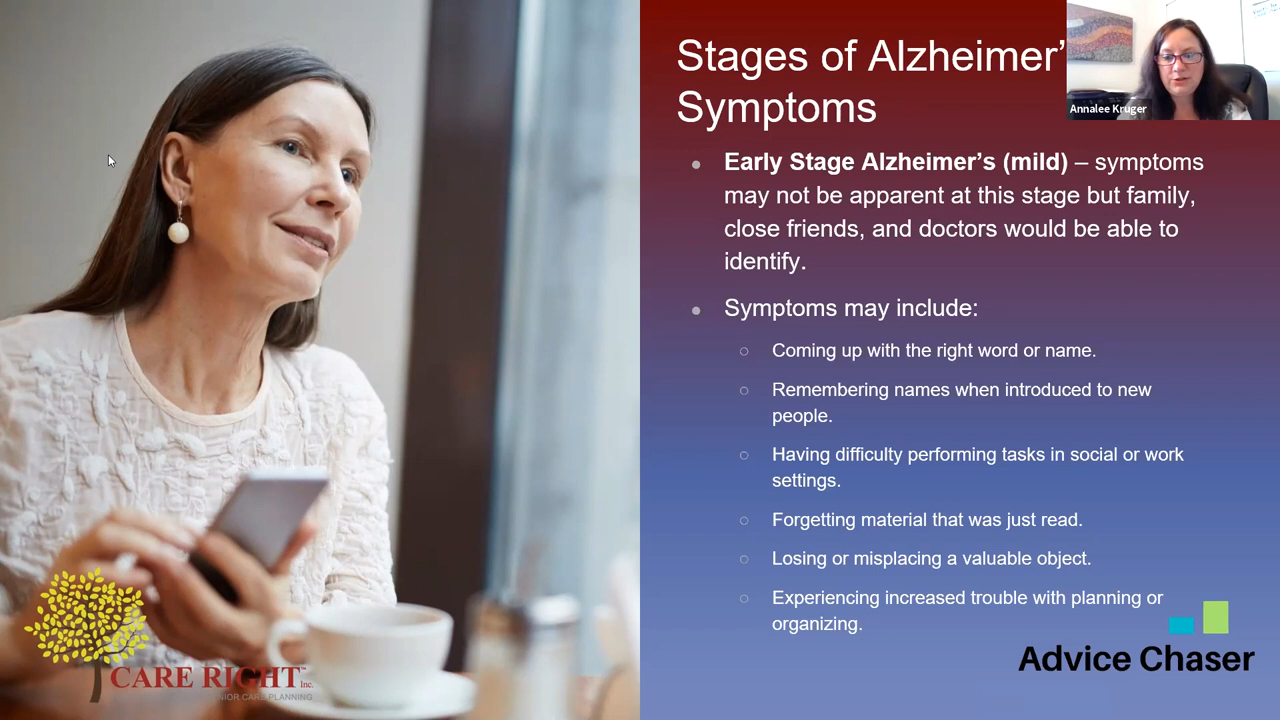 Stages of Alzheimer’
Symptoms
Annalee Kruger
● Early Stage Alzheimer’s (mild) – symptoms
may not be apparent at this stage but family,
close friends, and doctors would be able to
identify.
● Symptoms may include:
○ Coming up with the right word or name.
○ Remembering names when introduced to new
people.
○ Having difficulty performing tasks in social or work
settings.
○ Forgetting material that was just read.
○ Losing or misplacing a valuable object.
○ Experiencing increased trouble with planning or
organizing.
CARE RIGHT™ Inc.
CARE PLANNING
Advice Chaser